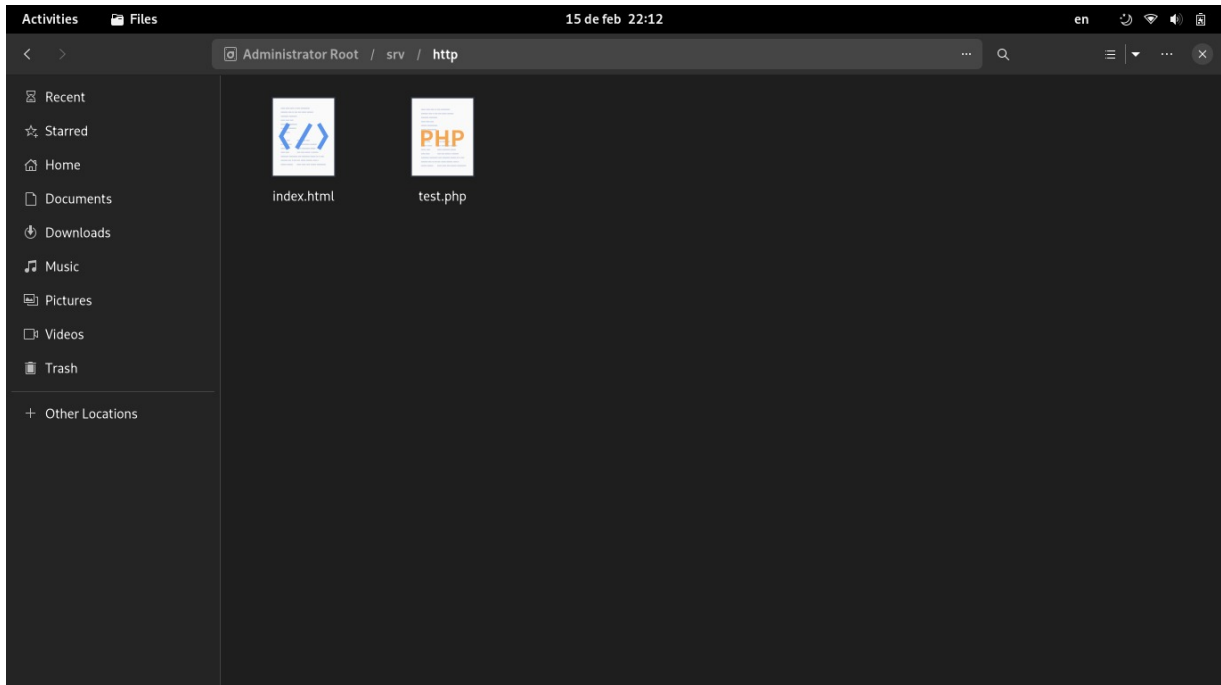 Activities Files 15 de feb 22:12 en
Administrator Root / srv / http
Recent
Starred
Home
Documents
Downloads
Music
Pictures
Videos
Trash
+ Other Locations
</>
PHP
index.html test.php